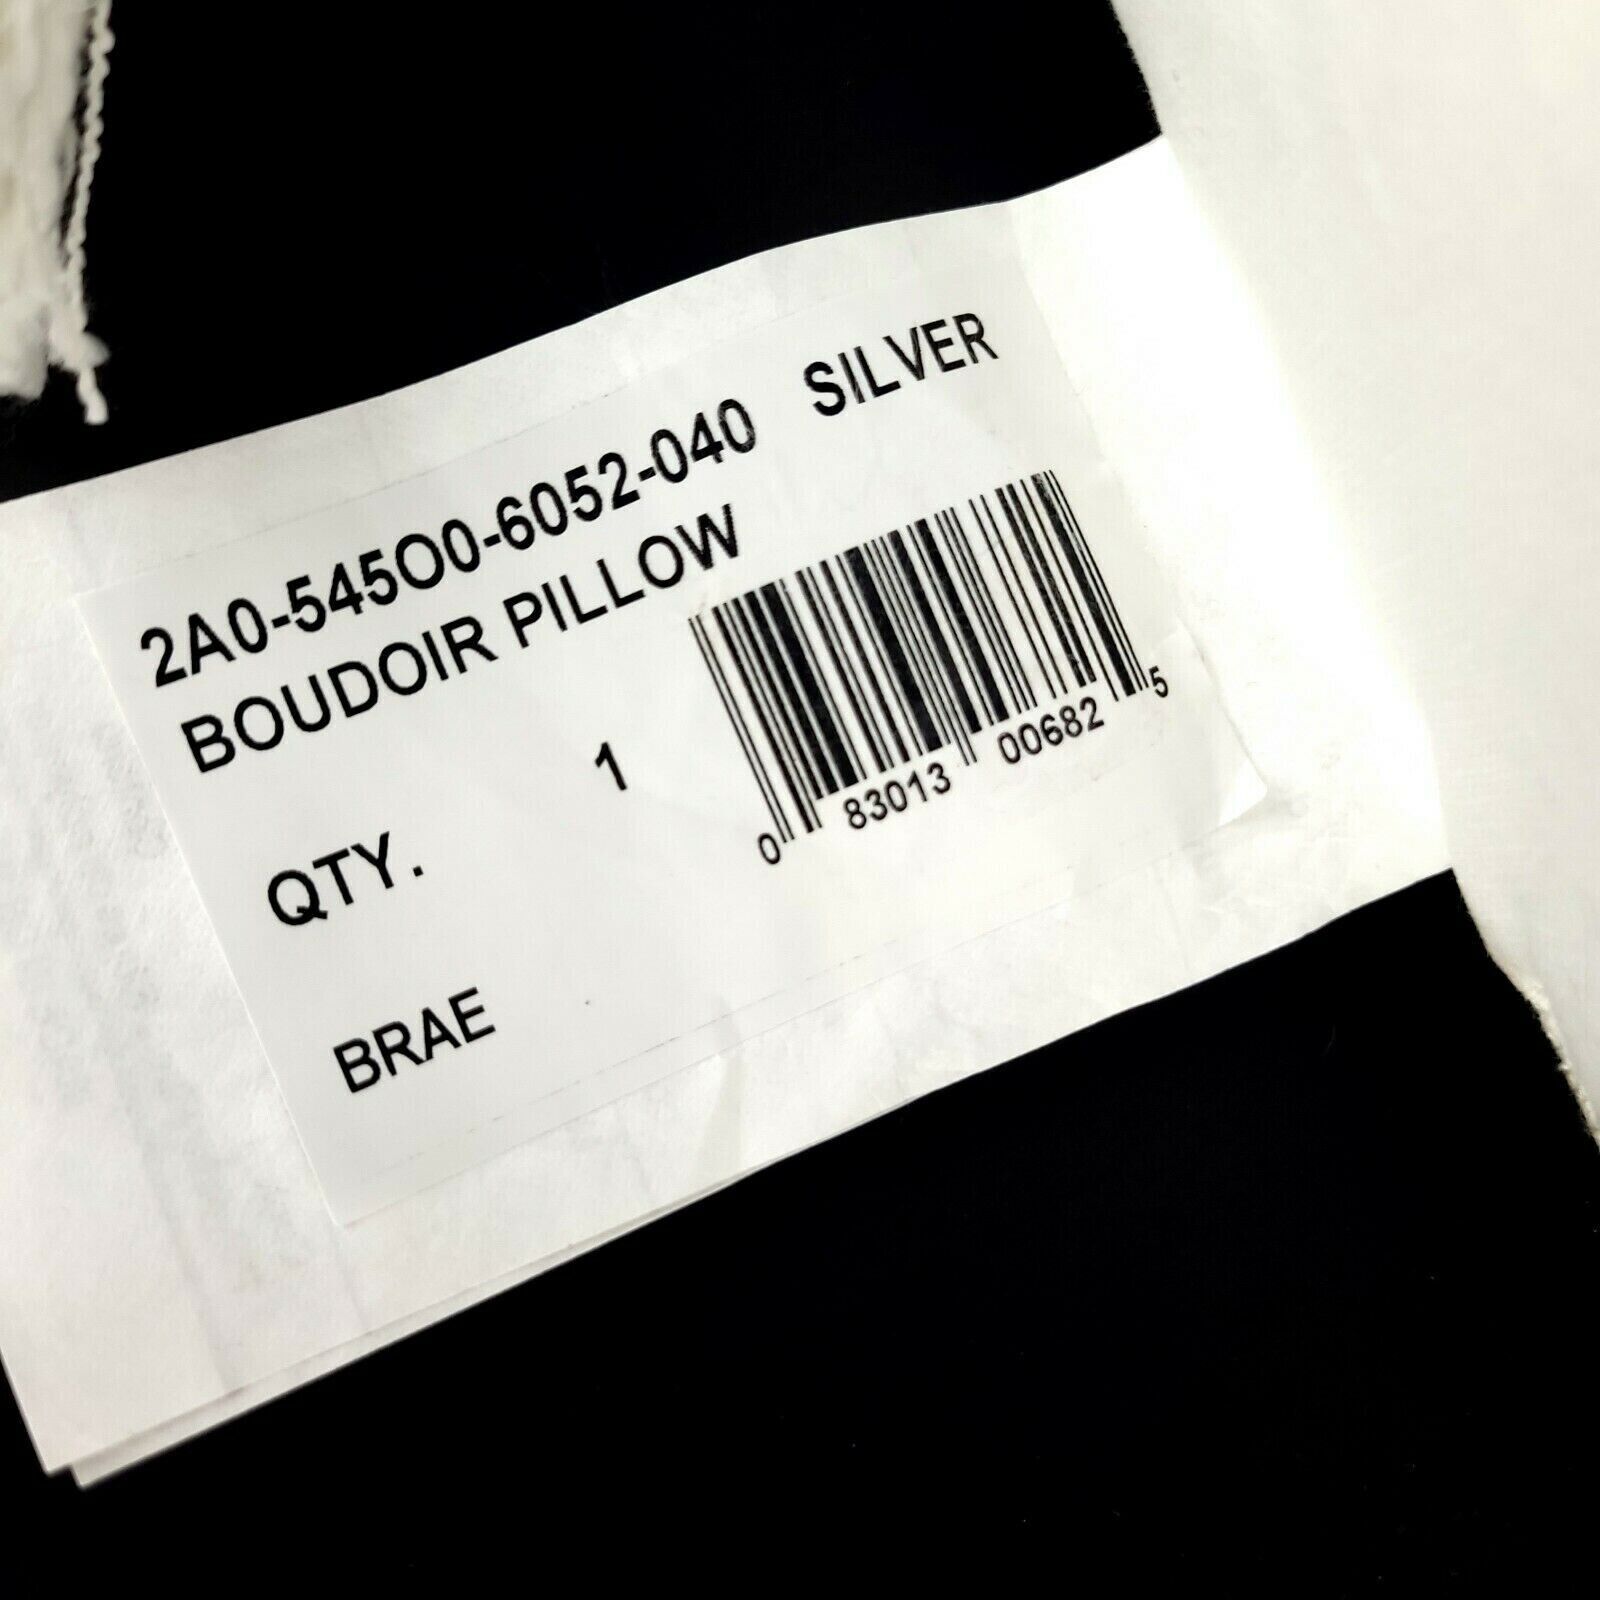 2A0-545O0-6052-040 SILVER
BOUDOIR PILLOW
QTY. 1
0 83013 00682 5
BRAE